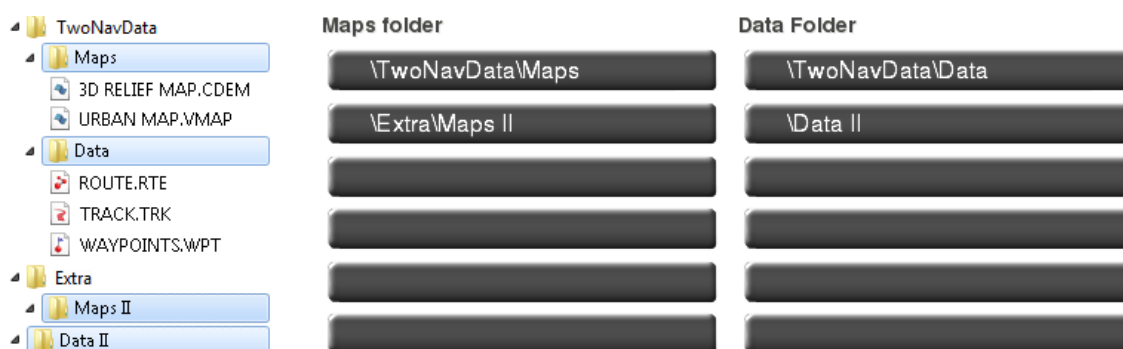 TwoNavData
Maps
3D RELIEF MAP.CDEM
URBAN MAP.VMAP
Data
ROUTE.RTE
TRACK.TRK
WAYPOINTS.WPT
Extra
Maps II
Data II
Maps folder
\TwoNavData\Maps
\Extra\Maps II
Data Folder
\TwoNavData\Data
\Data II